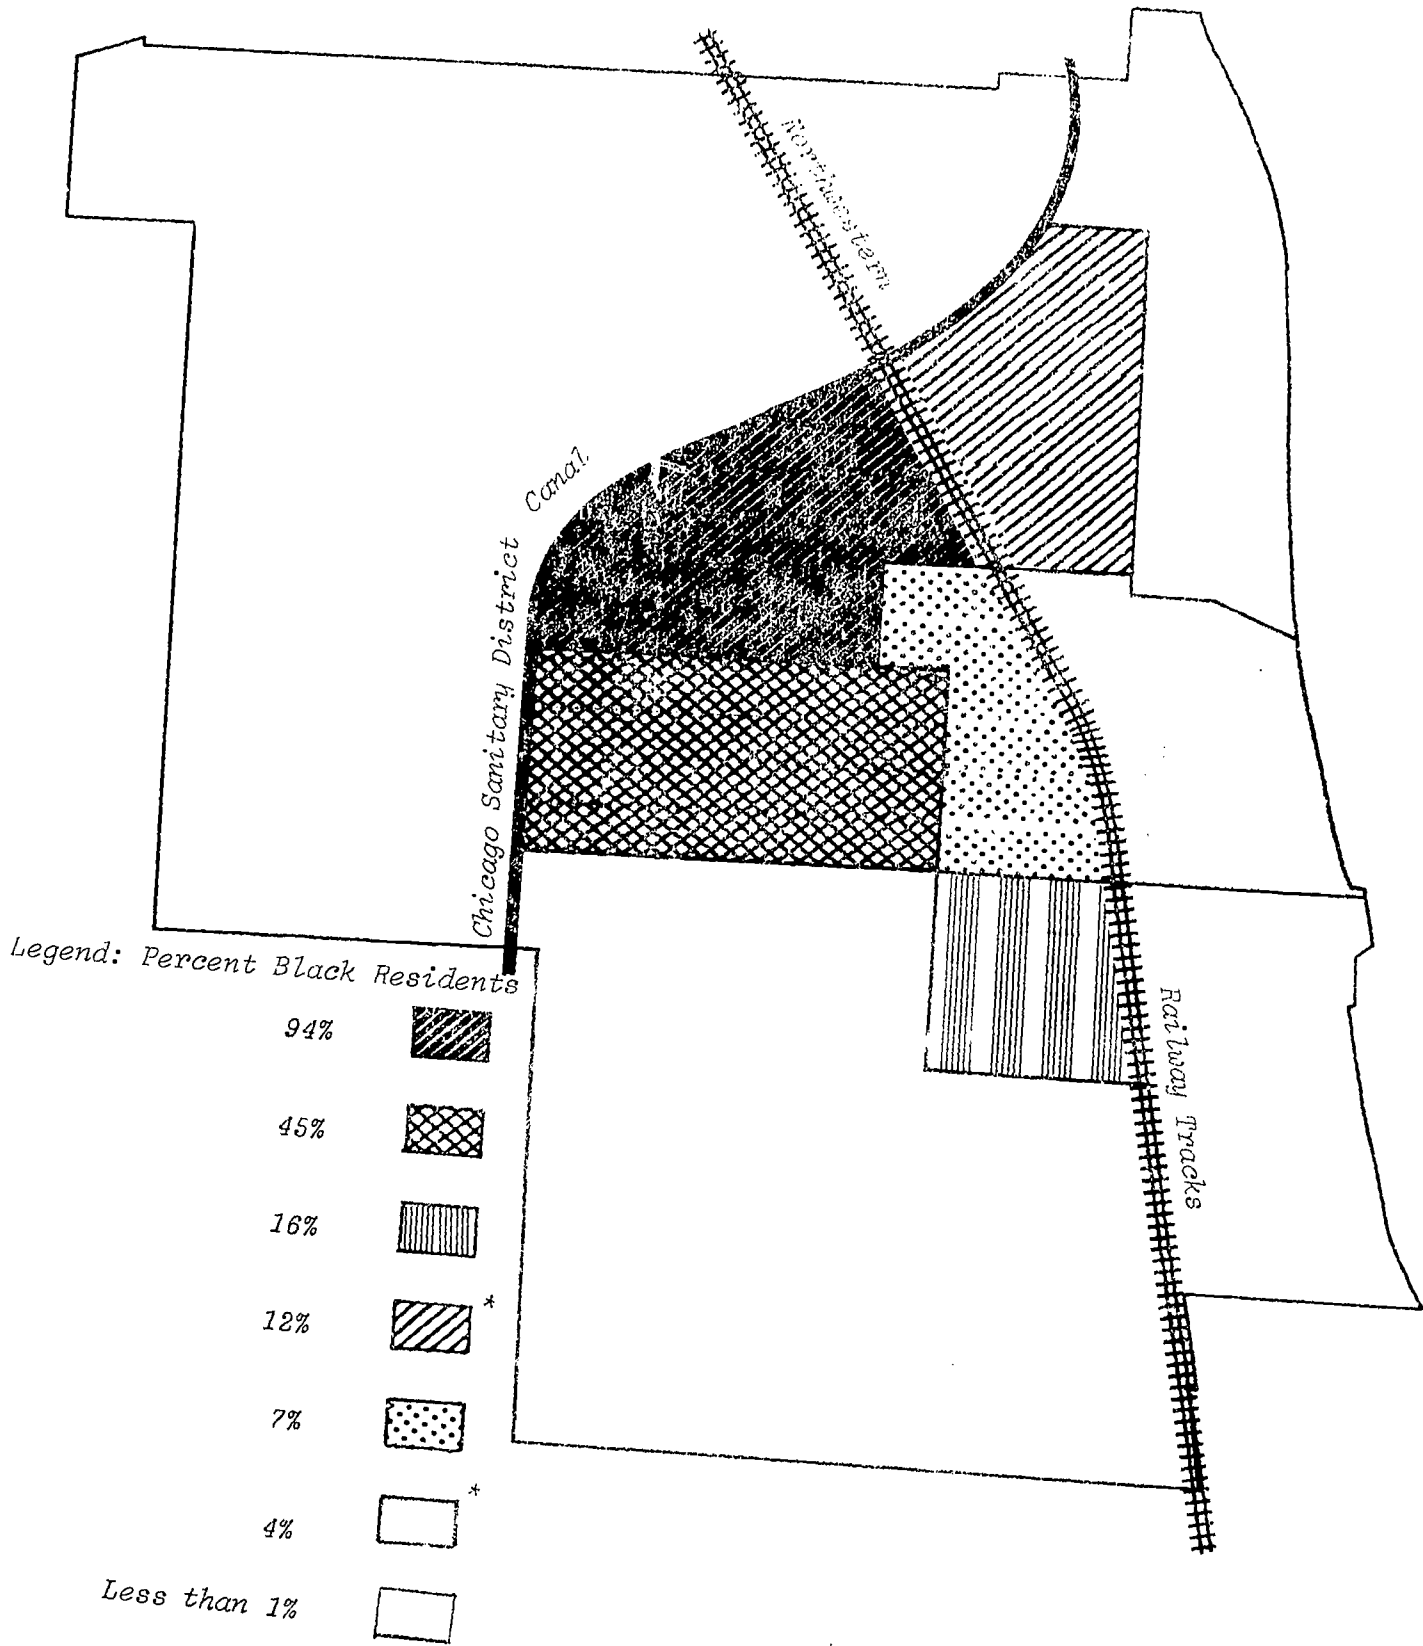 Northwestern
Canal
Chicago Sanitary District
Railway Tracks
Legend: Percent Black Residents
94%
45%
16%
12% *
7%
4% *
Less than 1%